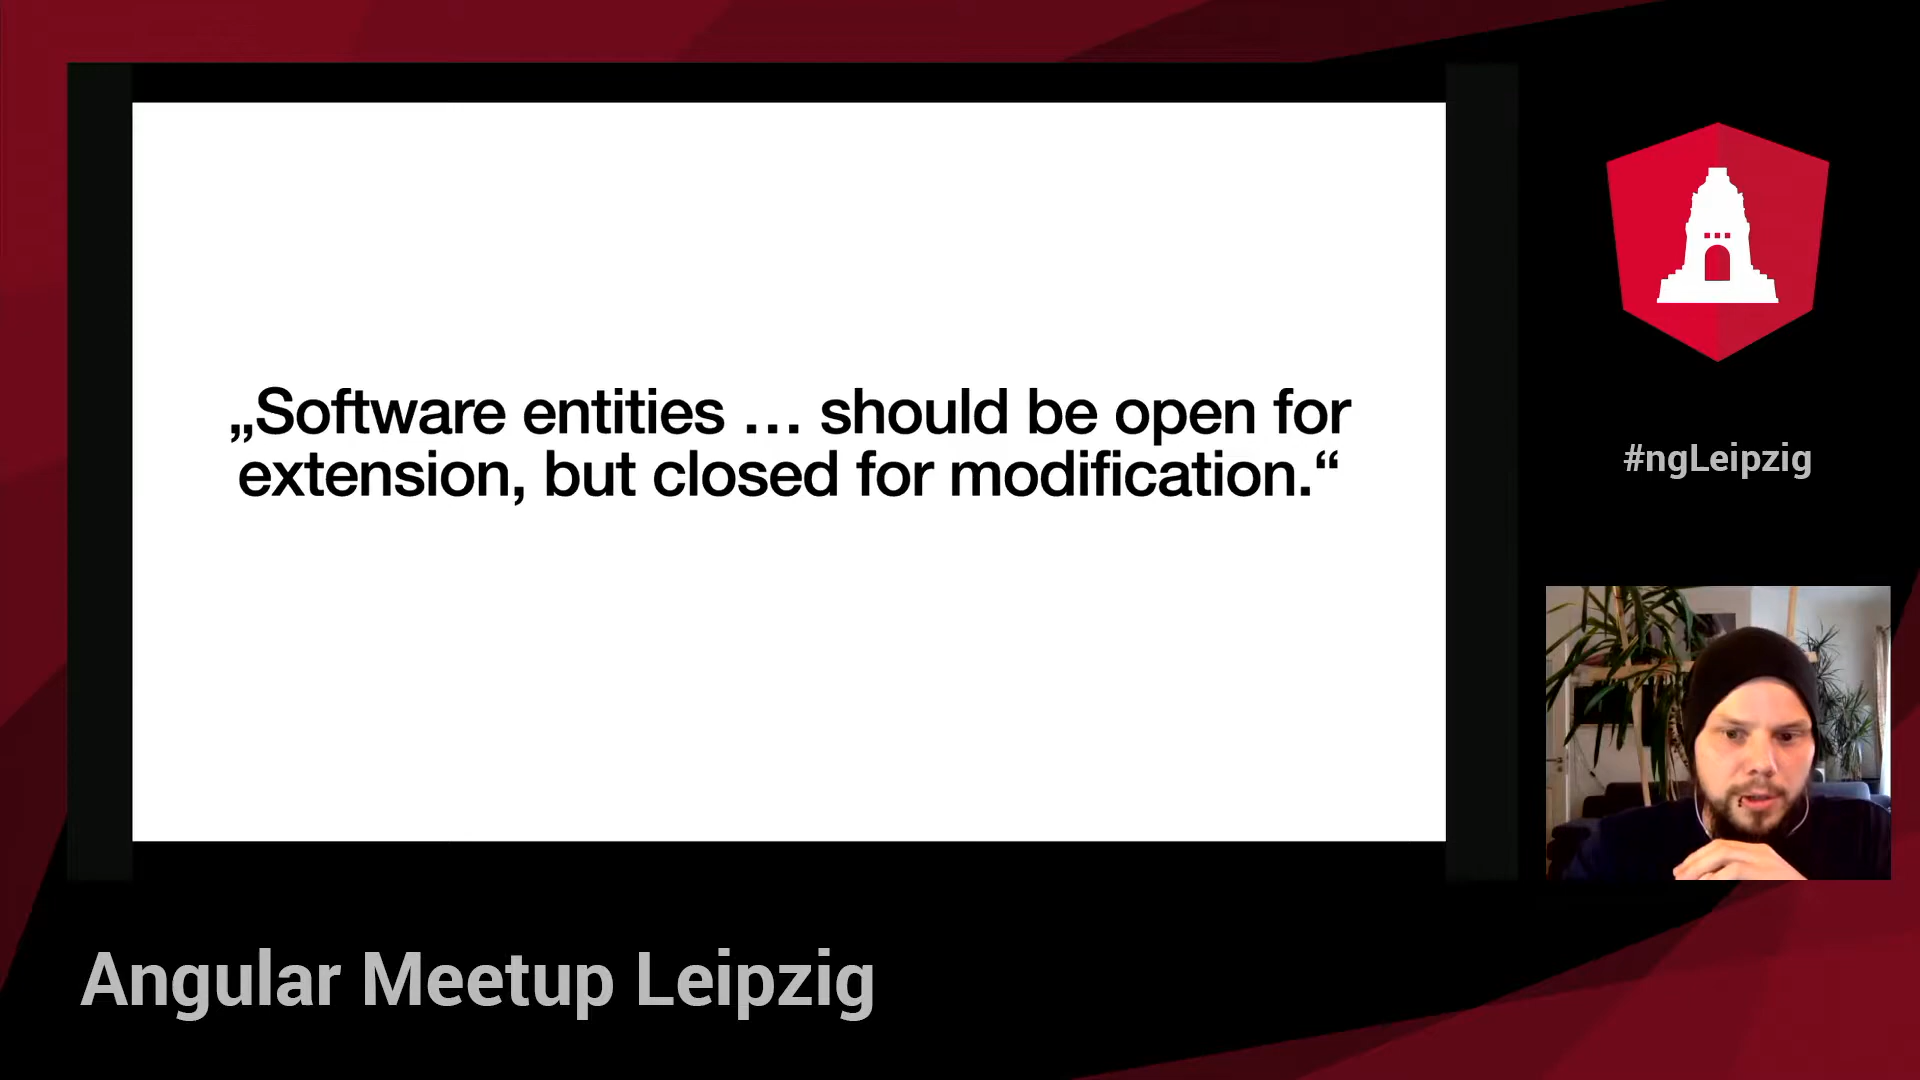 „Software entities … should be open for
extension, but closed for modification.“
#ngLeipzig
Angular Meetup Leipzig